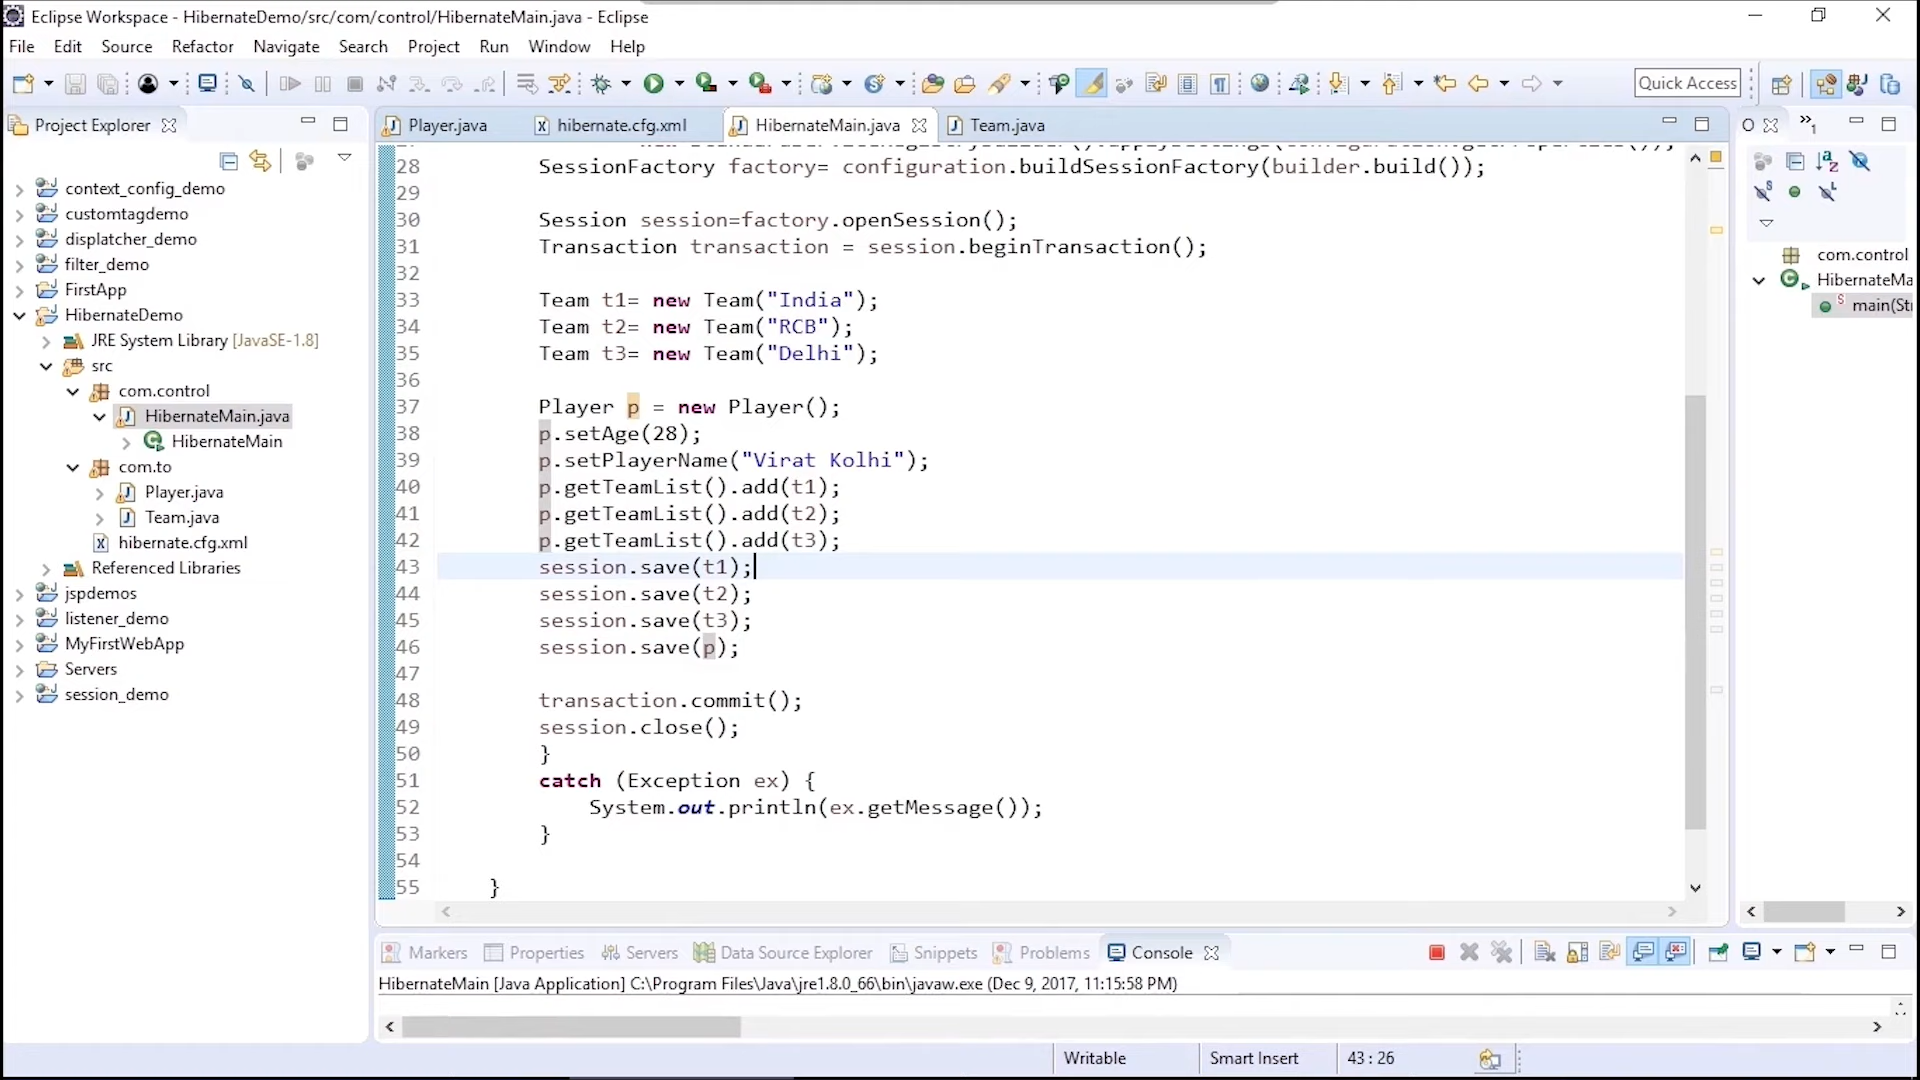 Eclipse Workspace - HibernateDemo/src/com/control/HibernateMain.java - Eclipse
File Edit Source Refactor Navigate Search Project Run Window Help
Quick Access
Project Explorer
context_config_demo
customtagdemo
displatcher_demo
filter_demo
FirstApp
HibernateDemo
JRE System Library [JavaSE-1.8]
src
com.control
HibernateMain.java
HibernateMain
com.to
Player.java
Team.java
hibernate.cfg.xml
Referenced Libraries
jspdemos
listener_demo
MyFirstWebApp
Servers
session_demo
Player.java hibernate.cfg.xml HibernateMain.java Team.java
28 SessionFactory factory= configuration.buildSessionFactory(builder.build());
29
30 Session session=factory.openSession();
31 Transaction transaction = session.beginTransaction();
32
33 Team t1= new Team("India");
34 Team t2= new Team("RCB");
35 Team t3= new Team("Delhi");
36
37 Player p = new Player();
38 p.setAge(28);
39 p.setPlayerName("Virat Kolhi");
40 p.getTeamList().add(t1);
41 p.getTeamList().add(t2);
42 p.getTeamList().add(t3);
43 session.save(t1);
44 session.save(t2);
45 session.save(t3);
46 session.save(p);
47
48 transaction.commit();
49 session.close();
50 }
51 catch (Exception ex) {
52 System.out.println(ex.getMessage());
53 }
54
55 }
O
com.control
HibernateMa
main(Stri
Markers Properties Servers Data Source Explorer Snippets Problems Console
HibernateMain [Java Application] C:\Program Files\Java\jre1.8.0_66\bin\javaw.exe (Dec 9, 2017, 11:15:58 PM)
Writable Smart Insert 43 : 26